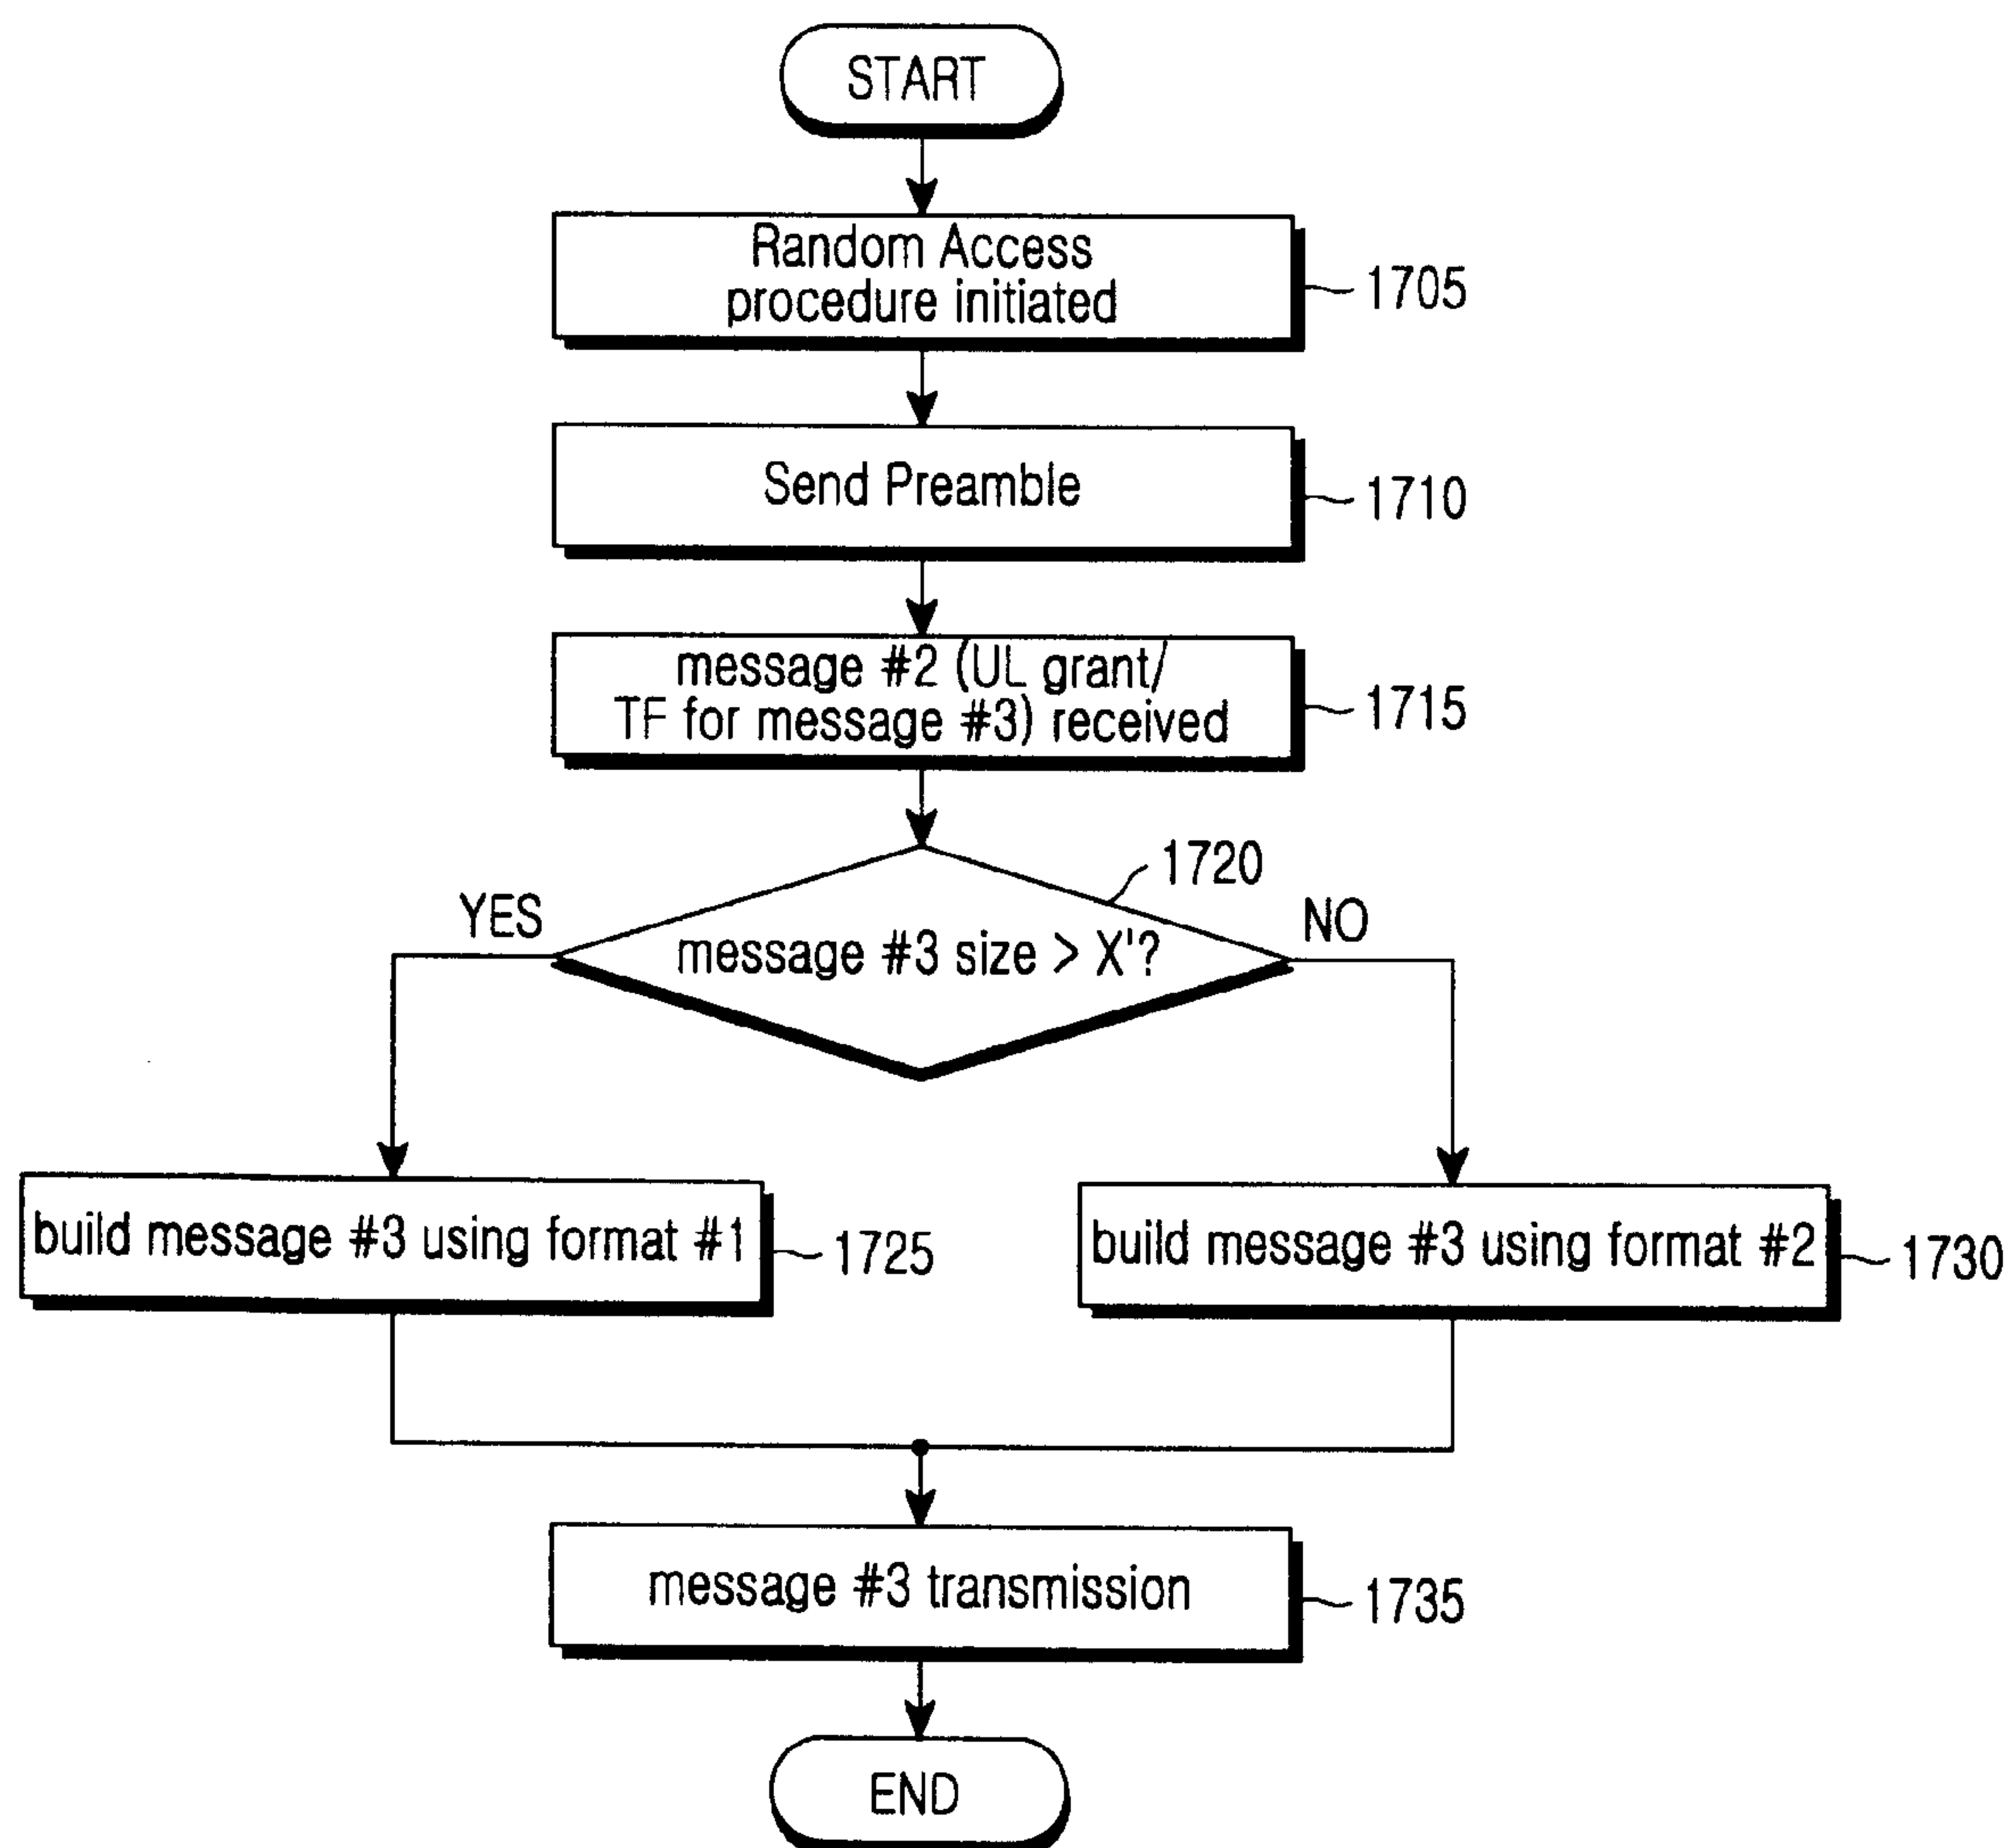 START
Random Access
procedure initiated
1705
Send Preamble
1710
message #2 (UL grant/
TF for message #3) received
1715
1720
YES
message #3 size > X'?
NO
build message #3 using format #1
1725
build message #3 using format #2
1730
message #3 transmission
1735
END